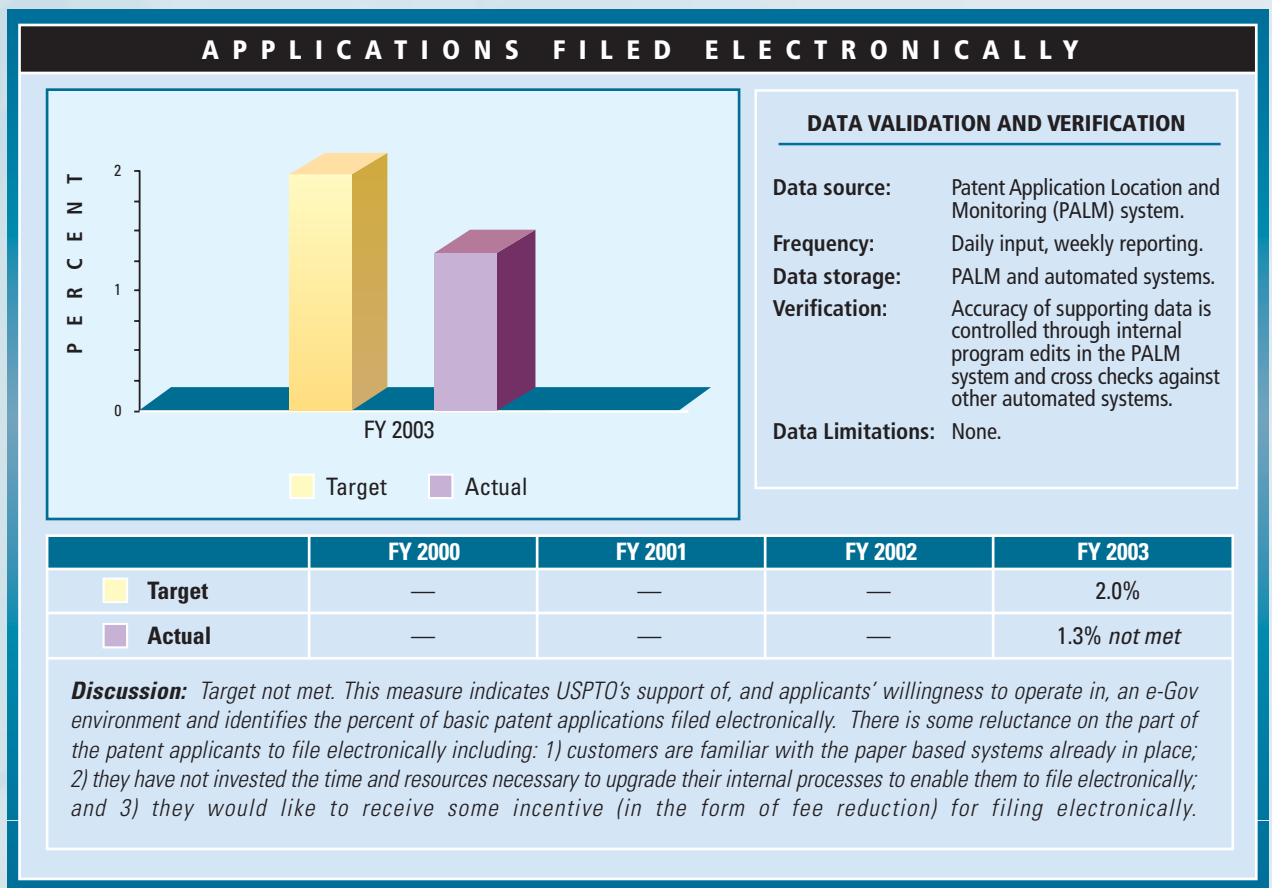 APPLICATIONS FILED ELECTRONICALLY
PERCENT
2
1
0
FY 2003
Target
Actual
DATA VALIDATION AND VERIFICATION
Data source: Patent Application Location and
Monitoring (PALM) system.
Frequency: Daily input, weekly reporting.
Data storage: PALM and automated systems.
Verification: Accuracy of supporting data is
controlled through internal
program edits in the PALM
system and cross checks against
other automated systems.
Data Limitations: None.
FY 2000 FY 2001 FY 2002 FY 2003
Target — — — 2.0%
Actual — — — 1.3% not met
Discussion: Target not met. This measure indicates USPTO's support of, and applicants' willingness to operate in, an e-Gov
environment and identifies the percent of basic patent applications filed electronically. There is some reluctance on the part of
the patent applicants to file electronically including: 1) customers are familiar with the paper based systems already in place;
2) they have not invested the time and resources necessary to upgrade their internal processes to enable them to file electronically;
and 3) they would like to receive some incentive (in the form of fee reduction) for filing electronically.